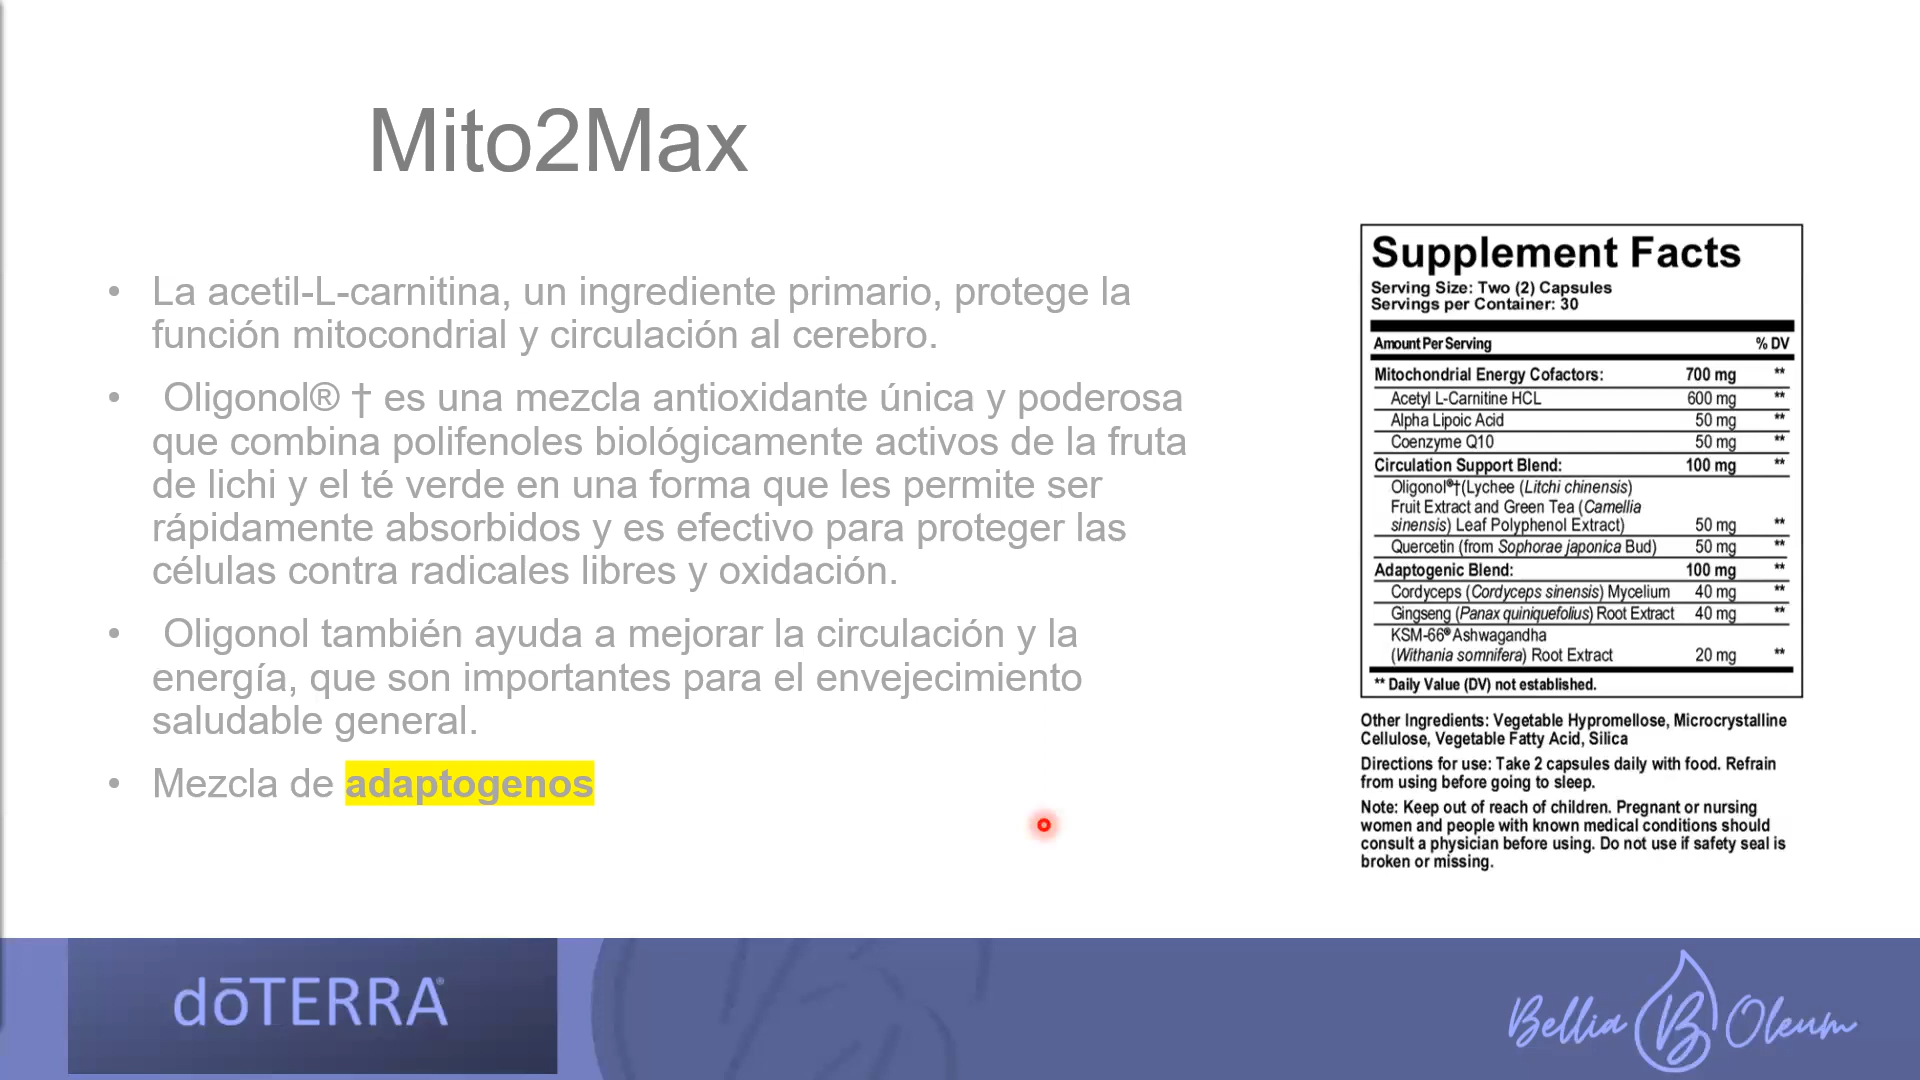 Mito2Max
• La acetil-L-carnitina, un ingrediente primario, protege la
función mitocondrial y circulación al cerebro.
• Oligonol® † es una mezcla antioxidante única y poderosa
que combina polifenoles biológicamente activos de la fruta
de lichi y el té verde en una forma que les permite ser
rápidamente absorbidos y es efectivo para proteger las
células contra radicales libres y oxidación.
• Oligonol también ayuda a mejorar la circulación y la
energía, que son importantes para el envejecimiento
saludable general.
• Mezcla de adaptogenos
Supplement Facts
Serving Size: Two (2) Capsules
Servings per Container: 30
Amount Per Serving % DV
Mitochondrial Energy Cofactors: 700 mg **
Acetyl L-Carnitine HCL 600 mg **
Alpha Lipoic Acid 50 mg **
Coenzyme Q10 50 mg **
Circulation Support Blend: 100 mg **
Oligonol®†(Lychee (Litchi chinensis)
Fruit Extract and Green Tea (Camellia
sinensis) Leaf Polyphenol Extract) 50 mg **
Quercetin (from Sophorae japonica Bud) 50 mg **
Adaptogenic Blend: 100 mg **
Cordyceps (Cordyceps sinensis) Mycelium 40 mg **
Gingseng (Panax quiniquefolius) Root Extract 40 mg **
KSM-66® Ashwagandha
(Withania somnifera) Root Extract 20 mg **
** Daily Value (DV) not established.
Other Ingredients: Vegetable Hypromellose, Microcrystalline
Cellulose, Vegetable Fatty Acid, Silica
Directions for use: Take 2 capsules daily with food. Refrain
from using before going to sleep.
Note: Keep out of reach of children. Pregnant or nursing
women and people with known medical conditions should
consult a physician before using. Do not use if safety seal is
broken or missing.
dōTERRA®
Bellia B Oleum